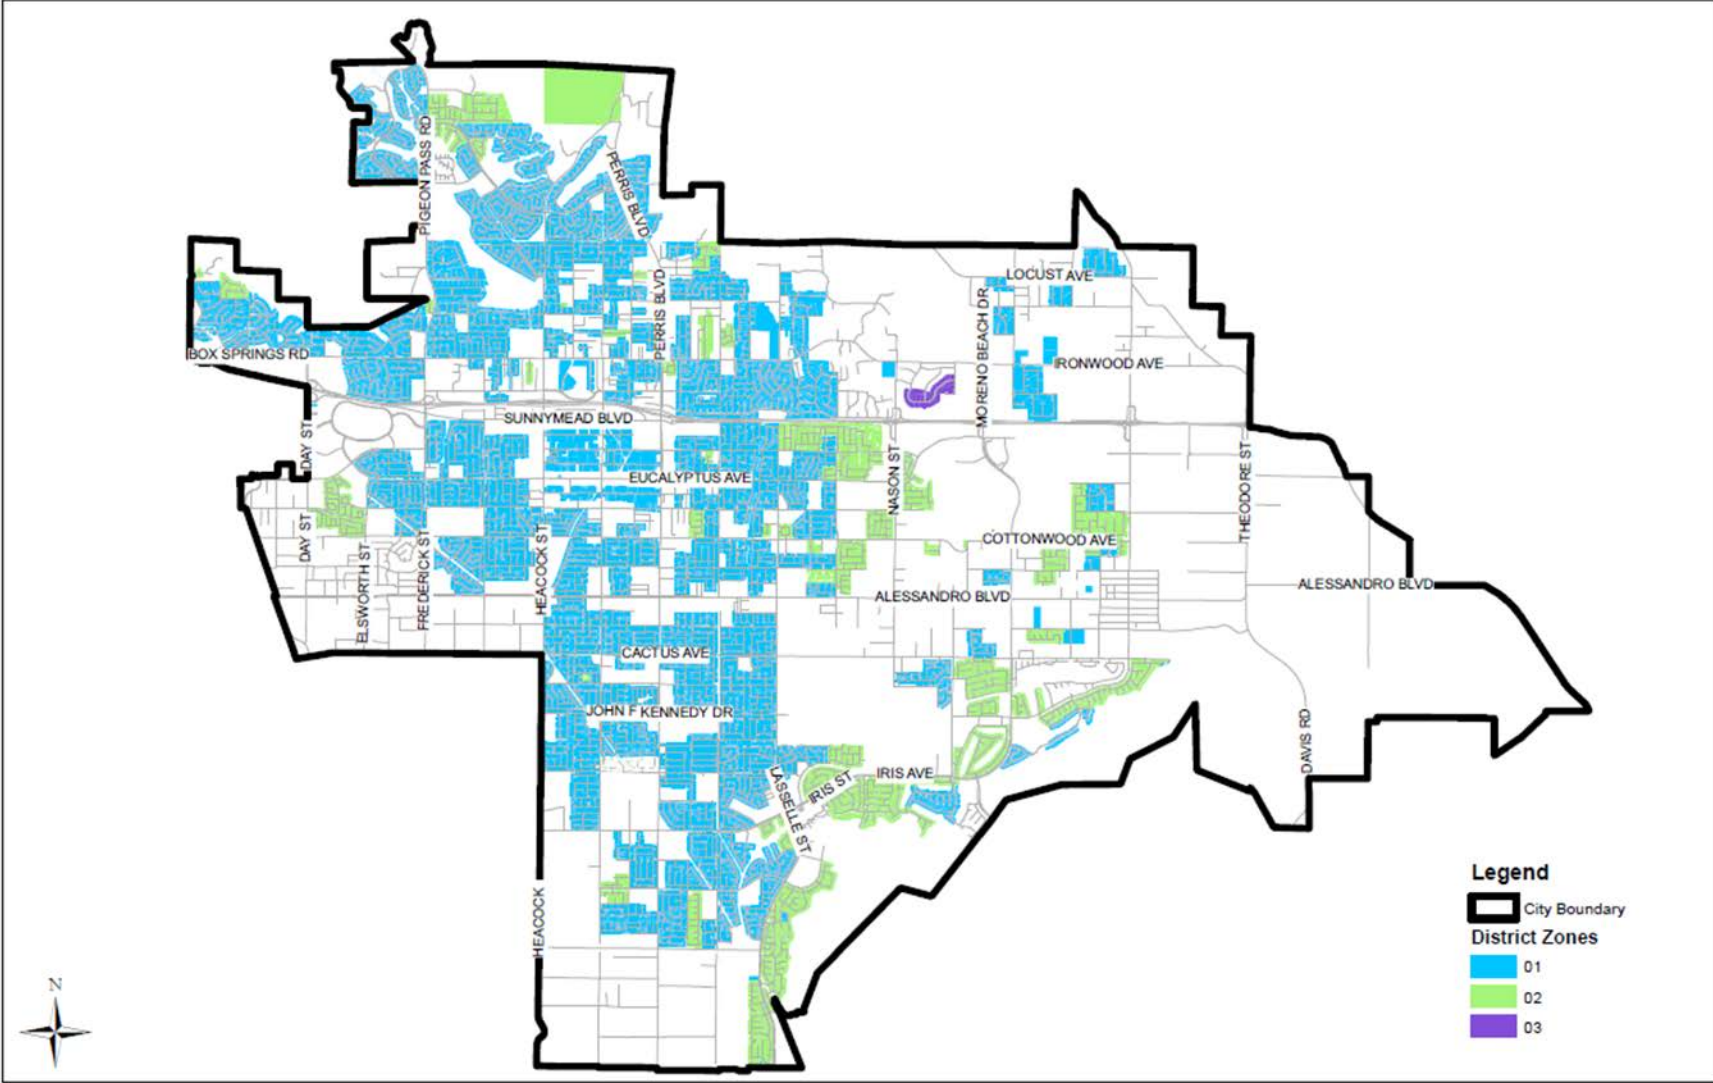 PIGEON PASS RD
PERRIS BLVD
LOCUST AVE
PERRIS BLVD
MORENO BEACH DR
BOX SPRINGS RD
IRONWOOD AVE
SUNNYMEAD BLVD
DAY ST
EUCALYPTUS AVE
NASON ST
THEODORE ST
DAY ST
ELSWORTH ST
FREDERICK ST
HEACOCK ST
COTTONWOOD AVE
ALESSANDRO BLVD
ALESSANDRO BLVD
CACTUS AVE
JOHN F KENNEDY DR
DAVIS RD
LASSELLE ST
IRIS ST
IRIS AVE
HEACOCK
Legend
City Boundary
District Zones
01
02
03
N